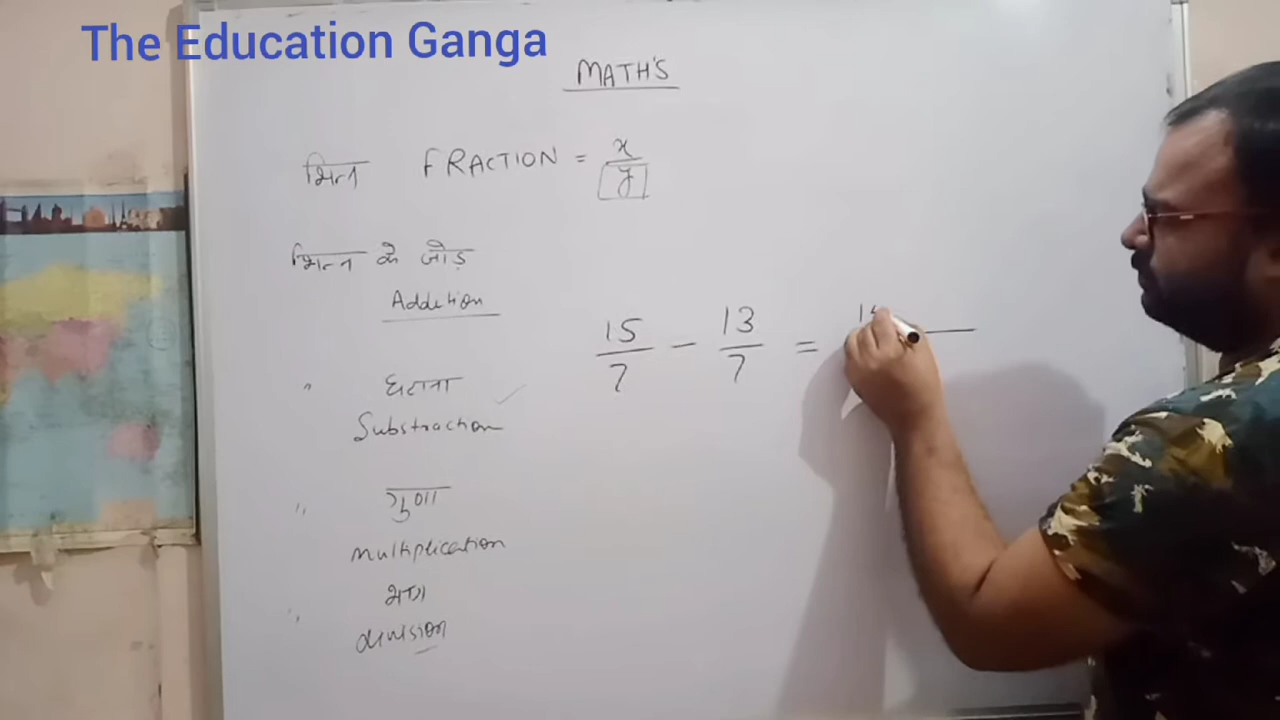 The Education Ganga
MATH'S
भिन्न FRACTION = x/y
भिन्न के जोड़
Addition
15/7 - 13/7 =
" घटाना
Substraction
" गुणा
multiplication
" भाग
division